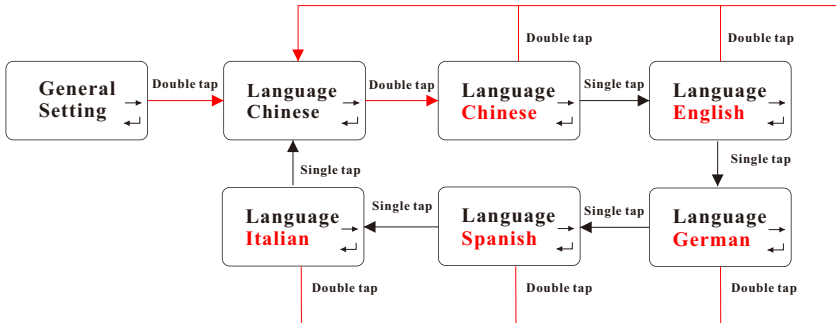 Double tap
Double tap
General
Setting
Double tap
Language
Chinese
Double tap
Language
Chinese
Single tap
Language
English
Single tap
Single tap
Language
Italian
Single tap
Language
Spanish
Single tap
Language
German
Double tap
Double tap
Double tap